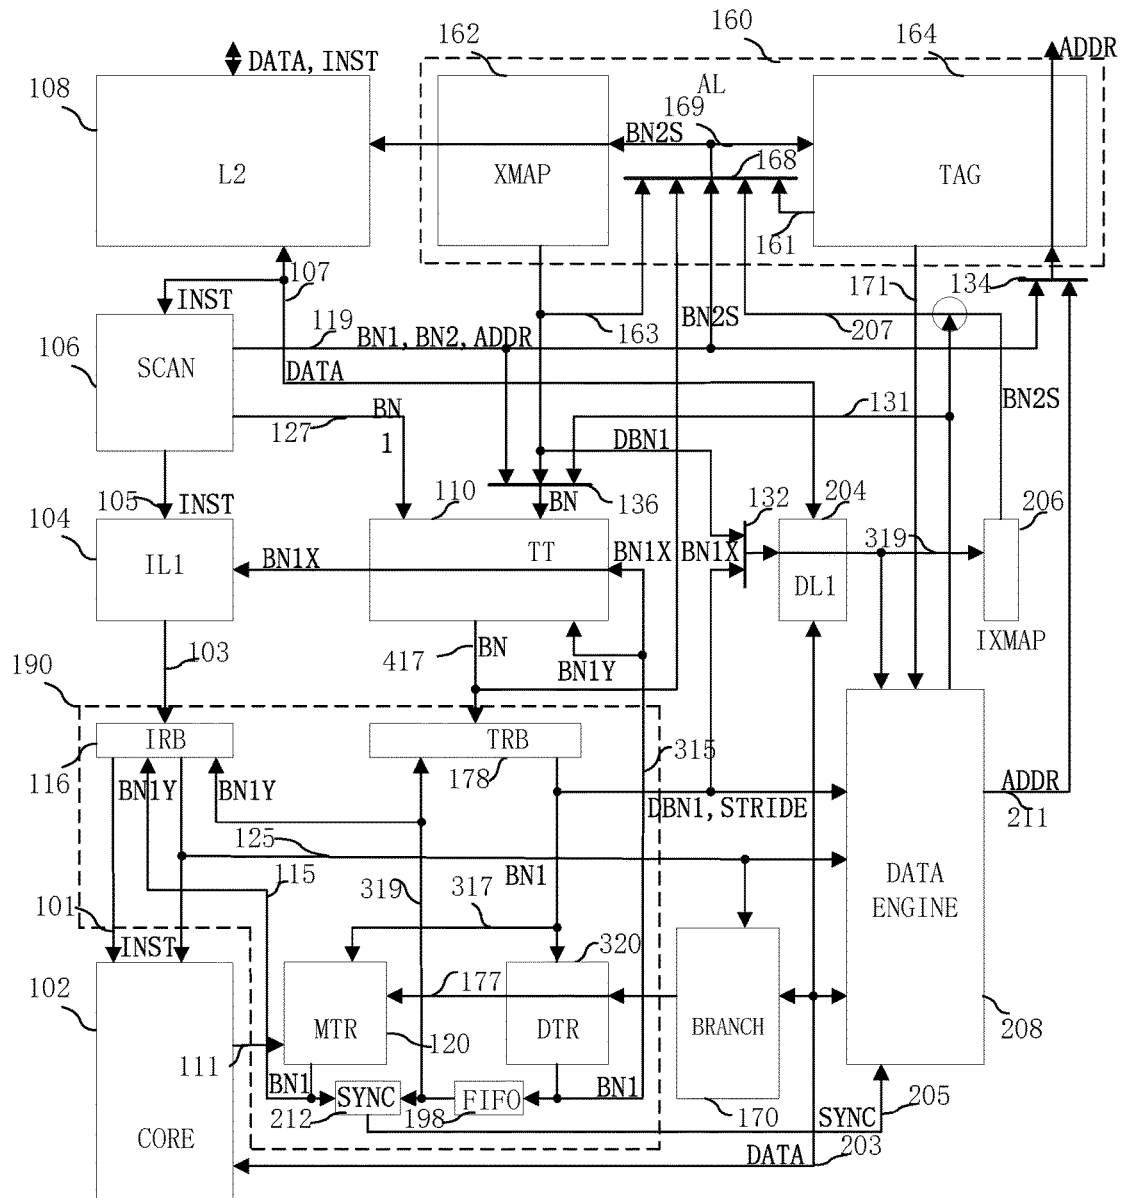 162
160
164
ADDR
DATA, INST
108
AL
169
BN2S
168
L2
XMAP
TAG
161
107
INST
171
134
119
163
BN2S
207
106
SCAN
BN1, BN2, ADDR
DATA
BN
1
127
131
BN2S
DBN1
105
INST
110
BN
136
132
204
206
104
IL1
BN1X
TT
BN1X
BN1X
DL1
319
IXMAP
103
417
BN
BN1Y
190
116
IRB
TRB
178
315
BN1Y
BN1Y
DBN1, STRIDE
ADDR
211
125
115
319
317
BN1
DATA
ENGINE
101
INST
320
102
177
MTR
120
DTR
BRANCH
208
111
BN1
SYNC
FIFO
BN1
212
198
170
SYNC
205
CORE
DATA
203